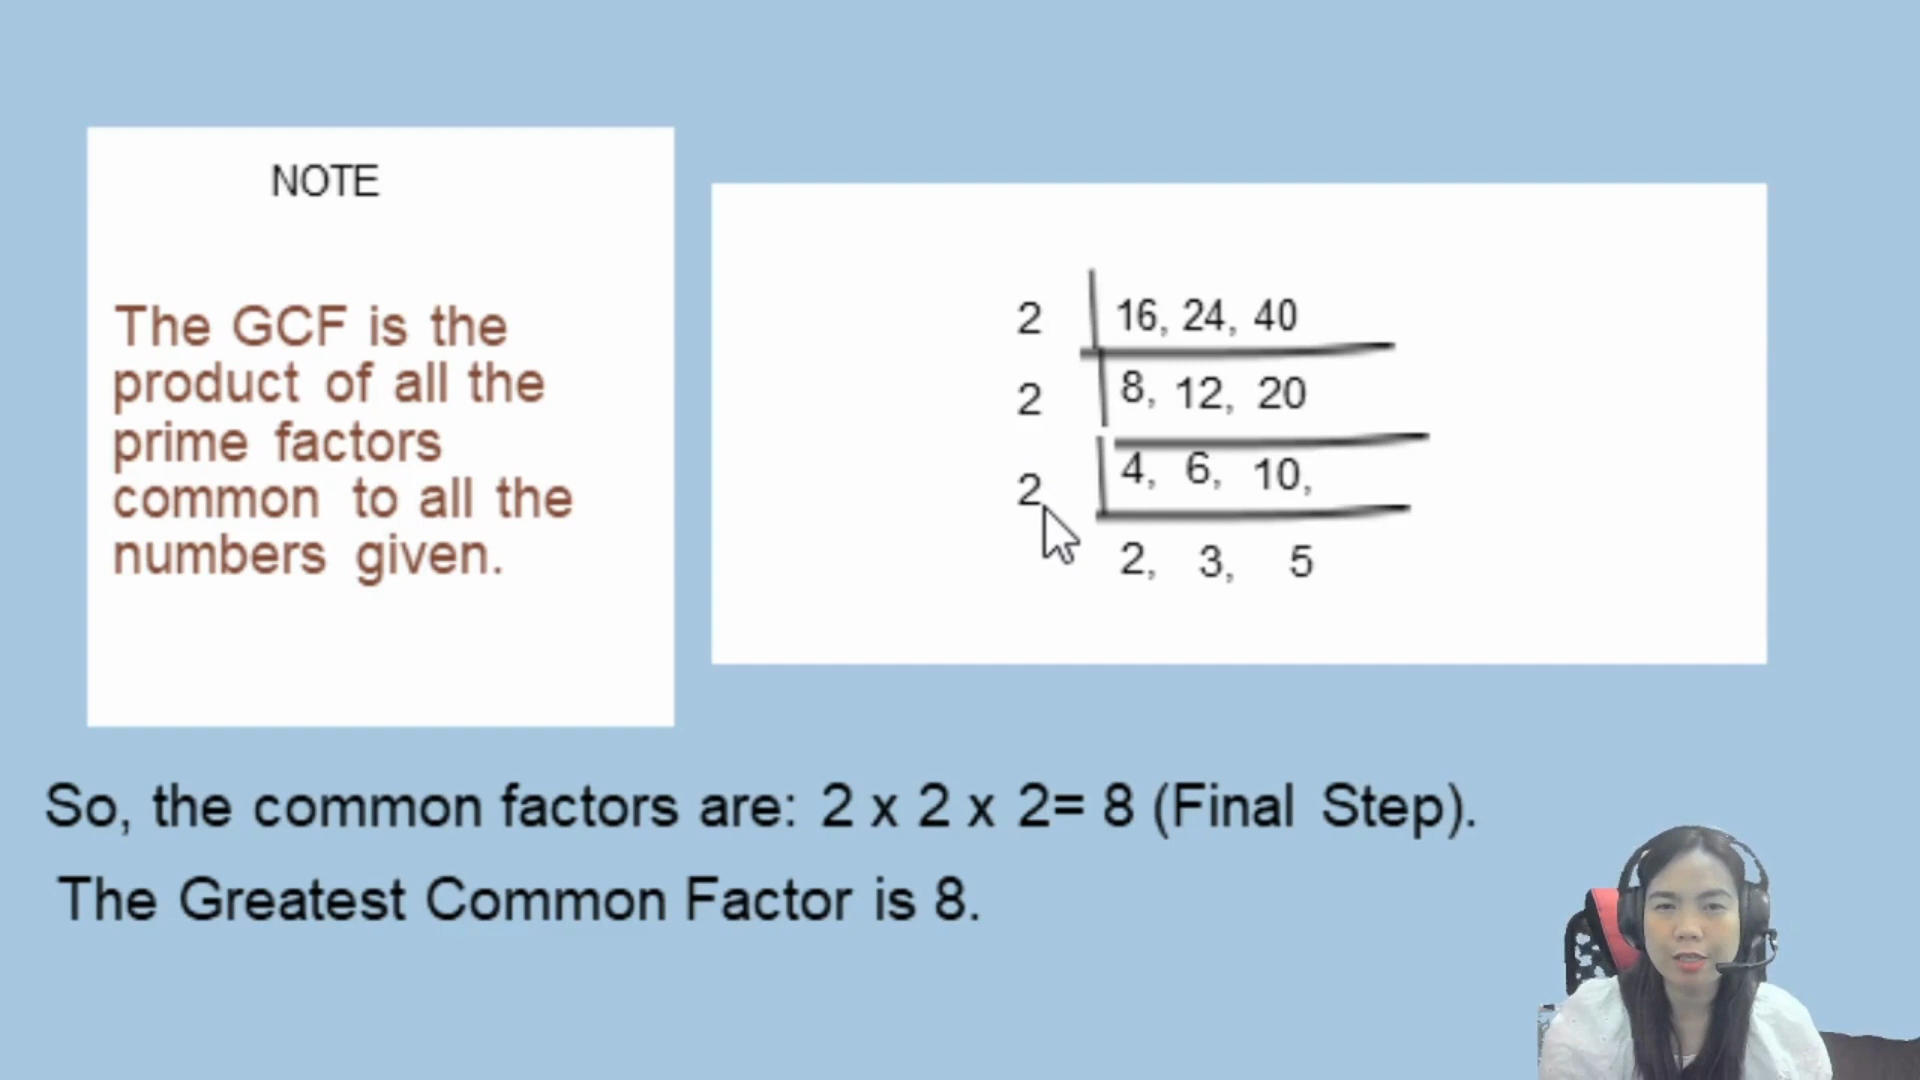 NOTE
The GCF is the
product of all the
prime factors
common to all the
numbers given.
2 16, 24, 40
2 8, 12, 20
2 4, 6, 10,
2, 3, 5
So, the common factors are: 2 x 2 x 2= 8 (Final Step).
The Greatest Common Factor is 8.